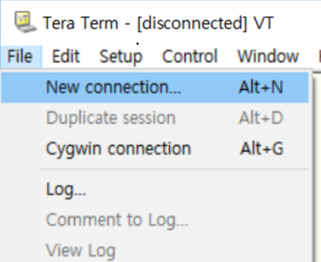 Tera Term - [disconnected] VT
File Edit Setup Control Window
New connection... Alt+N
Duplicate session Alt+D
Cygwin connection Alt+G
Log...
Comment to Log...
View Log